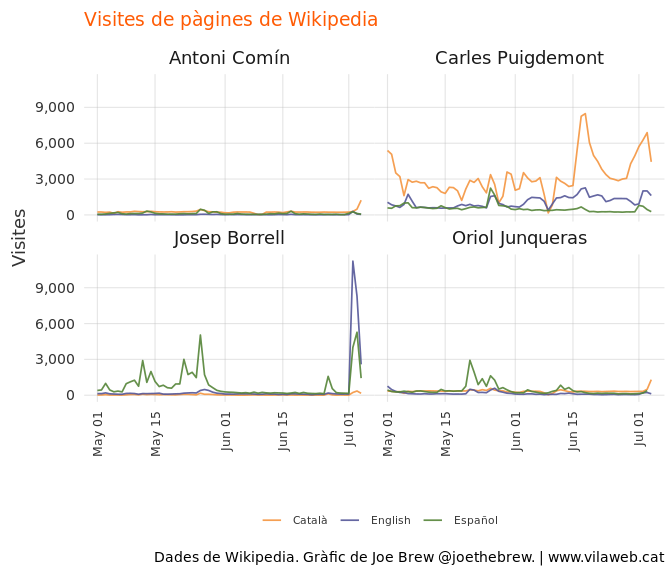 Visites de pàgines de Wikipedia
Antoni Comín
Carles Puigdemont
9,000
6,000
3,000
0
Visites
Josep Borrell
Oriol Junqueras
9,000
6,000
3,000
0
May 01
May 15
Jun 01
Jun 15
Jul 01
May 01
May 15
Jun 01
Jun 15
Jul 01
Català
English
Español
Dades de Wikipedia. Gràfic de Joe Brew @joethebrew. | www.vilaweb.cat